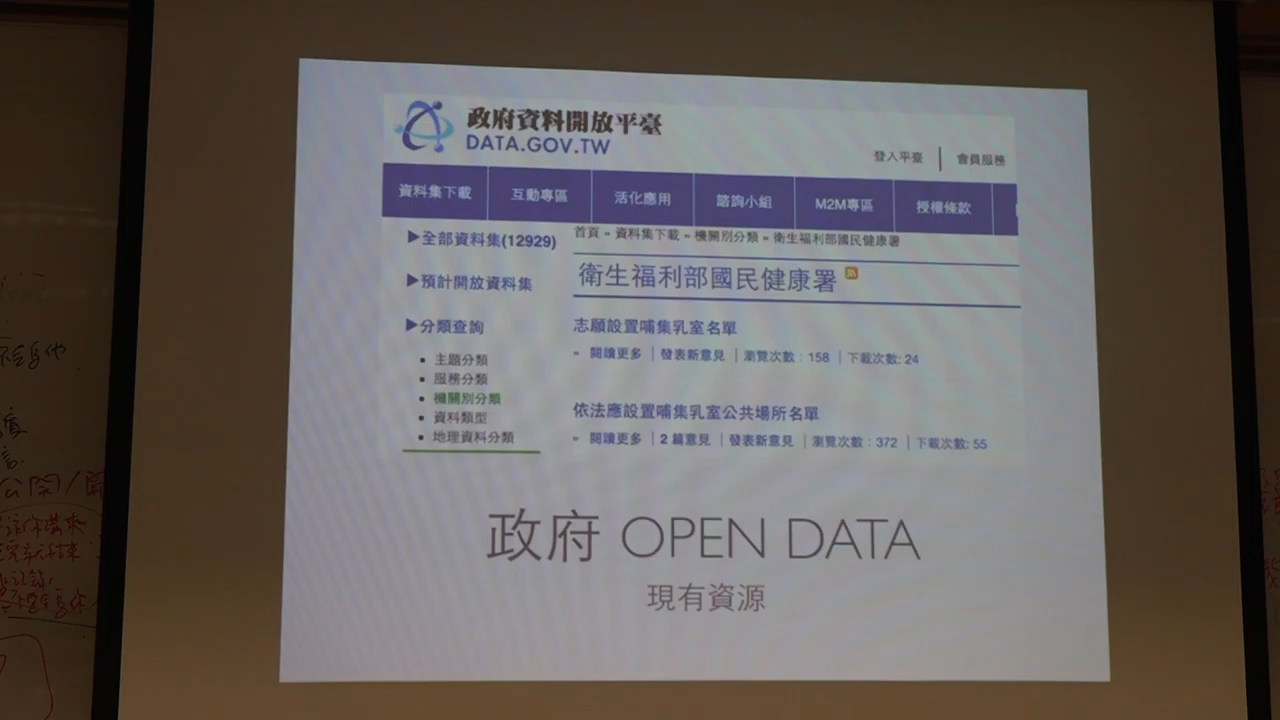 政府資料開放平臺
DATA.GOV.TW
登入平臺 | 會員服務
資料集下載 互動專區 活化應用 諮詢小組 M2M專區 授權條款
▶全部資料集(12929)
▶預計開放資料集
▶分類查詢
• 主題分類
• 服務分類
• 機關別分類
• 資料類型
• 地理資料分類
首頁 » 資料集下載 » 機關別分類 » 衛生福利部國民健康署
衛生福利部國民健康署
志願設置哺集乳室名單
» 閱讀更多 | 發表新意見 | 瀏覽次數：158 | 下載次數: 24
依法應設置哺集乳室公共場所名單
» 閱讀更多 | 2 篇意見 | 發表新意見 | 瀏覽次數：372 | 下載次數: 55
政府 OPEN DATA
現有資源